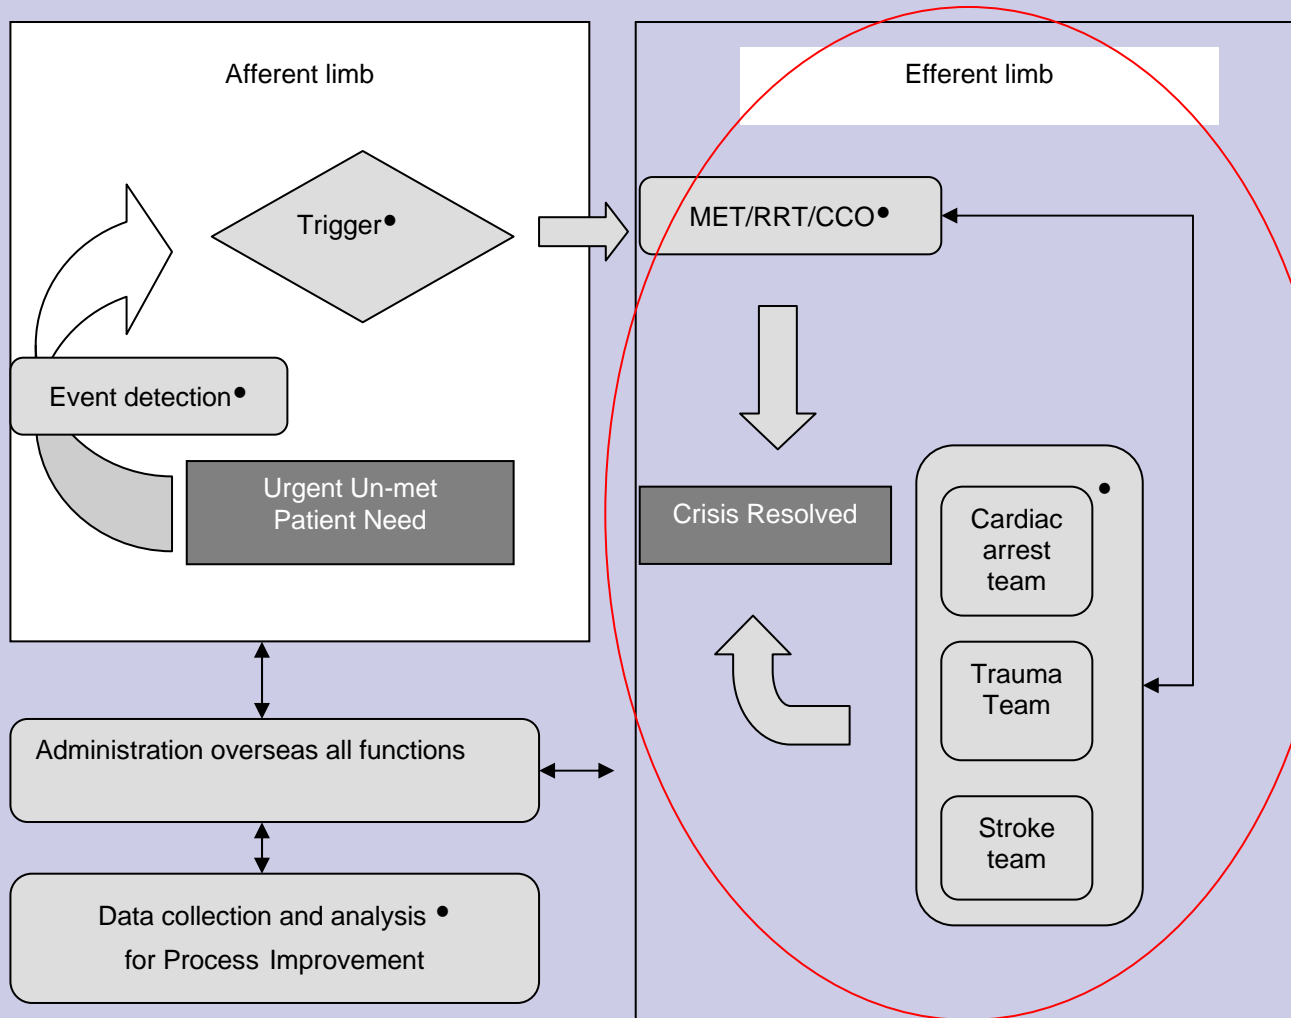 Afferent limb
Efferent limb
Trigger•
MET/RRT/CCO•
Event detection•
Urgent Un-met
Patient Need
Crisis Resolved
•
Cardiac
arrest
team
Trauma
Team
Stroke
team
Administration overseas all functions
Data collection and analysis •
for Process Improvement